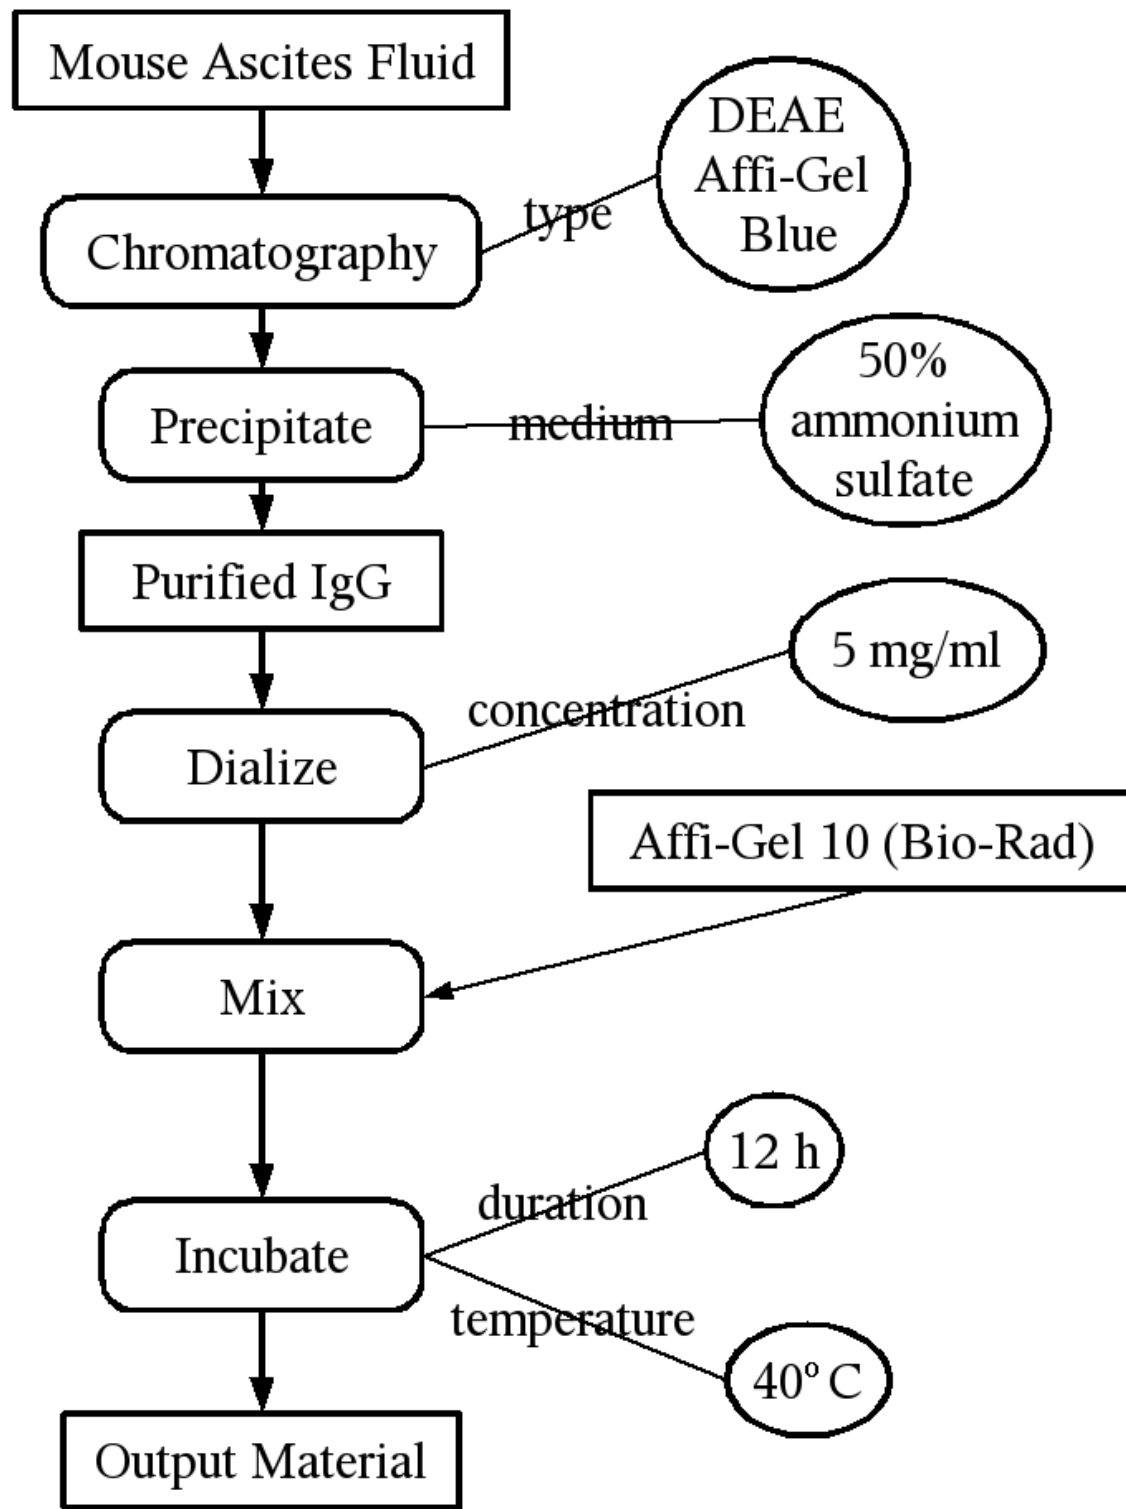 Mouse Ascites Fluid
DEAE
Affi-Gel
Blue
type
Chromatography
50%
ammonium
sulfate
Precipitate
medium
Purified IgG
5 mg/ml
concentration
Dialize
Affi-Gel 10 (Bio-Rad)
Mix
12 h
duration
Incubate
temperature
40° C
Output Material